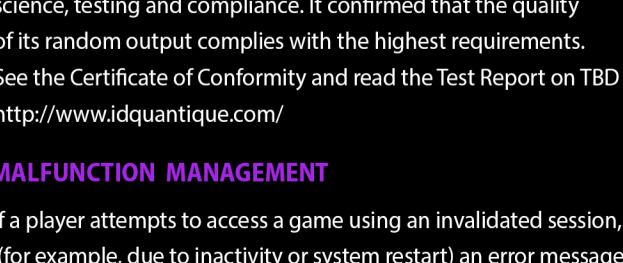 science, testing and compliance. It confirmed that the quality
of its random output complies with the highest requirements.
See the Certificate of Conformity and read the Test Report on TBD
http://www.idquantique.com/
MALFUNCTION MANAGEMENT
If a player attempts to access a game using an invalidated session,
(for example, due to inactivity or system restart) an error message